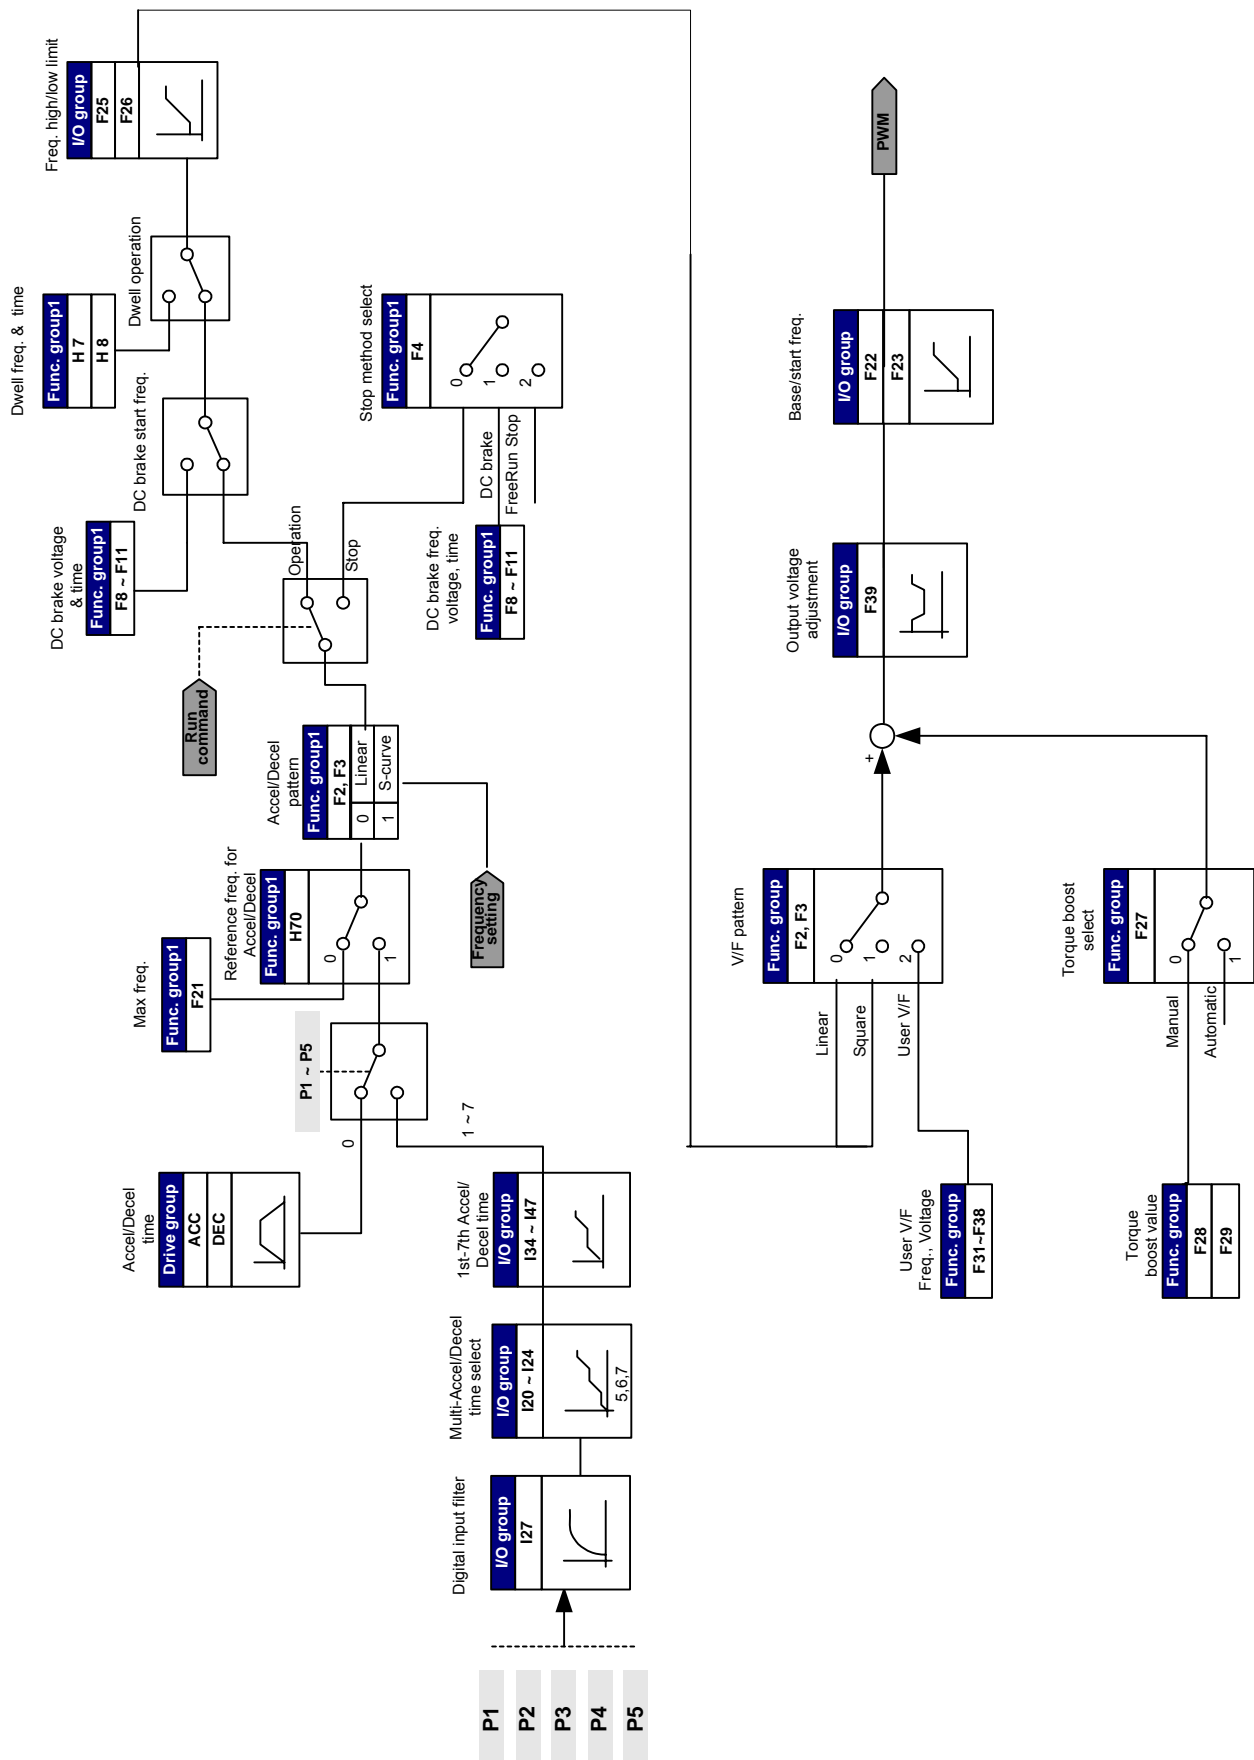 P1
P2
P3
P4
P5
Digital input filter
I/O group
I27
Multi-Accel/Decel
time select
I/O group
I20 ~ I24
5,6,7
1st-7th Accel/
Decel time
I/O group
I34 ~ I47
Accel/Decel
time
Drive group
ACC
DEC
0
1 ~ 7
P1 ~ P5
Max freq.
Func. group1
F21
Reference freq. for
Accel/Decel
Func. group1
H70
0
1
Frequency
setting
Accel/Decel
pattern
Func. group1
F2, F3
0
Linear
1
S-curve
Run
command
Operation
Stop
DC brake voltage
& time
Func. group1
F8 ~ F11
DC brake start freq.
DC brake freq.
voltage, time
Func. group1
F8 ~ F11
DC brake
FreeRun Stop
Stop method select
Func. group1
F4
0
1
2
Dwell freq. & time
Func. group1
H 7
H 8
Dwell operation
Freq. high/low limit
I/O group
F25
F26
User V/F
Freq., Voltage
Func. group
F31~F38
Linear
Square
User V/F
V/F pattern
Func. group
F2, F3
0
1
2
Torque
boost value
Func. group
F28
F29
Manual
Automatic
Torque boost
select
Func. group
F27
0
1
+
Output voltage
adjustment
I/O group
F39
Base/start freq.
I/O group
F22
F23
PWM